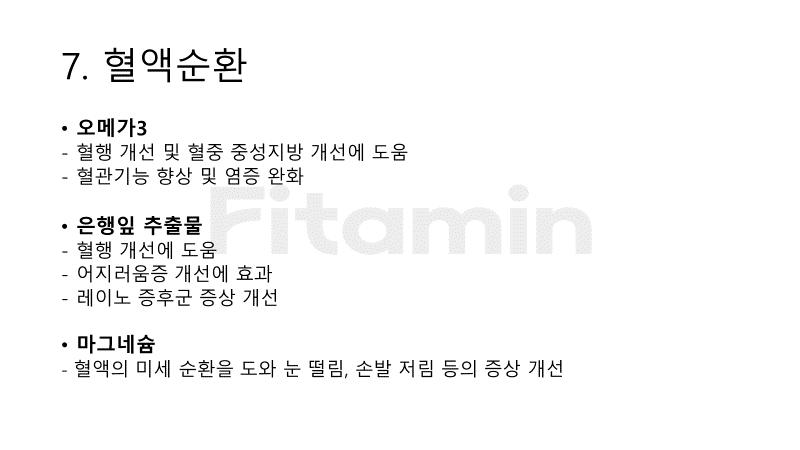 7. 혈액순환
• 오메가3
- 혈행 개선 및 혈중 중성지방 개선에 도움
- 혈관기능 향상 및 염증 완화
Fitamin
• 은행잎 추출물
- 혈행 개선에 도움
- 어지러움증 개선에 효과
- 레이노 증후군 증상 개선
• 마그네슘
- 혈액의 미세 순환을 도와 눈 떨림, 손발 저림 등의 증상 개선